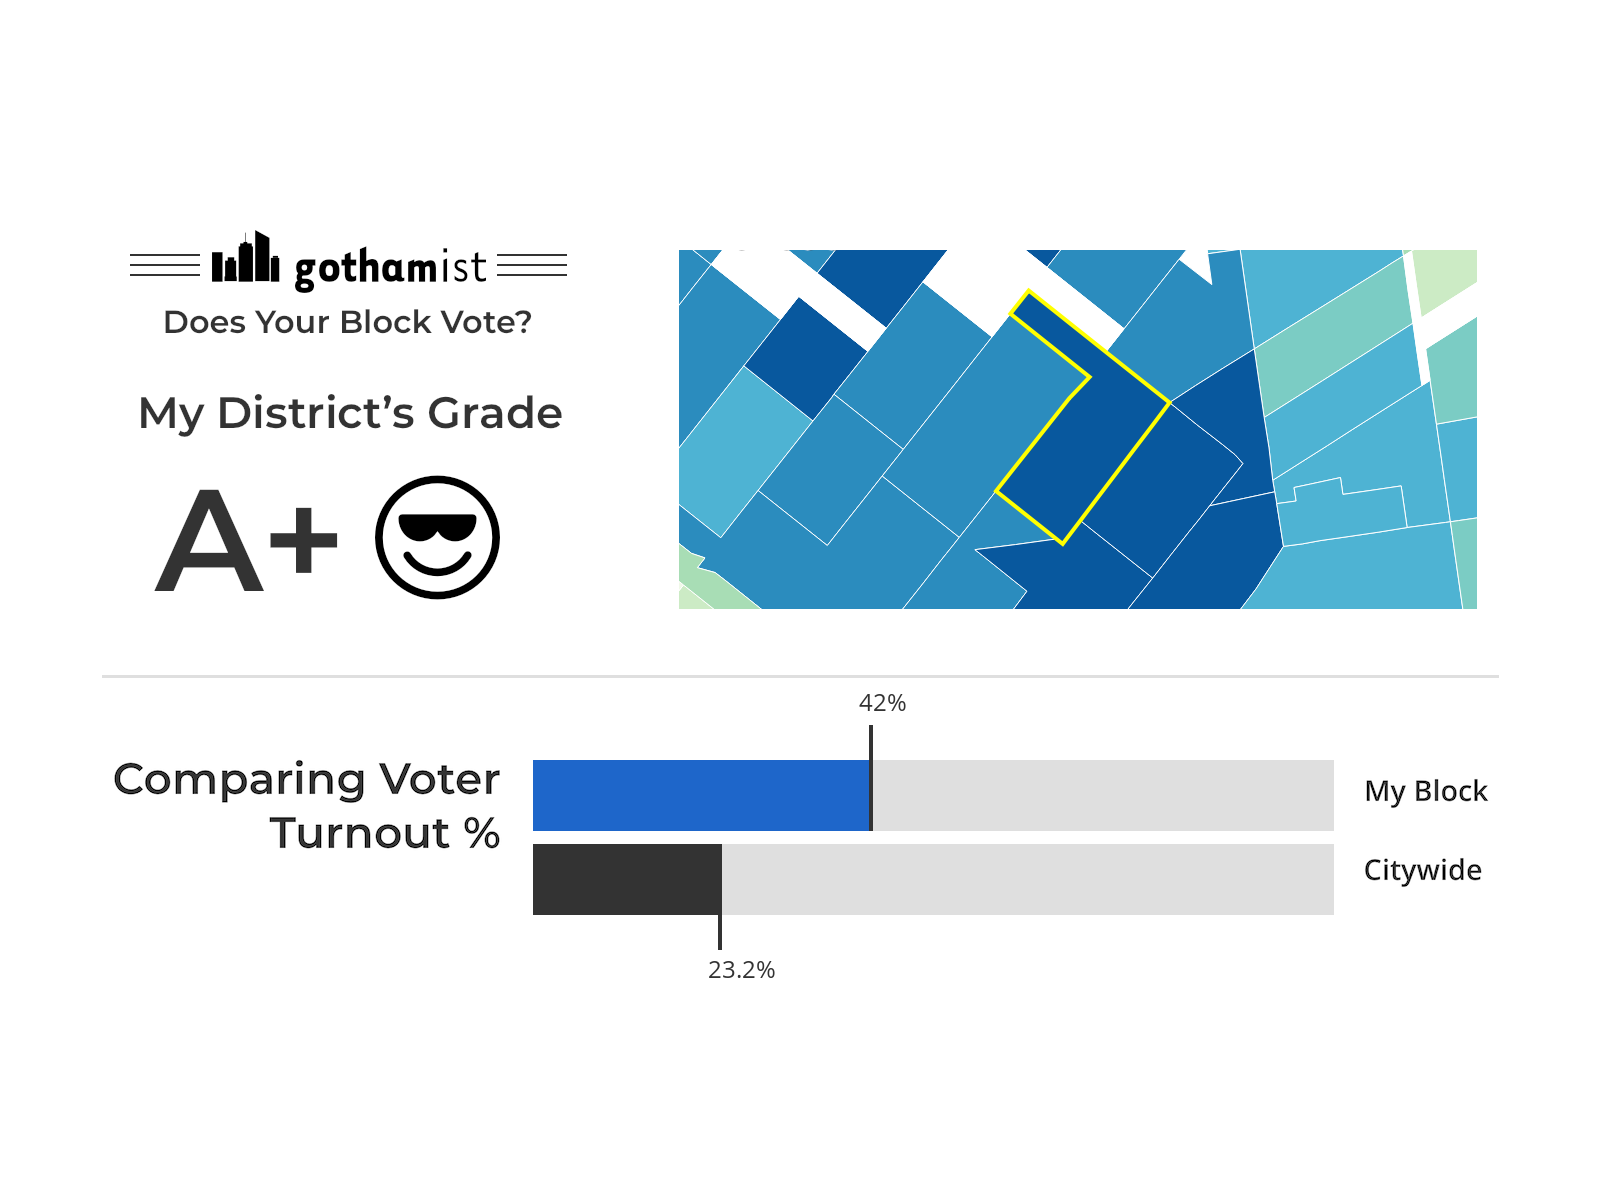 gothamist
Does Your Block Vote?
My District’s Grade
A+
42%
Comparing Voter
Turnout %
My Block
Citywide
23.2%